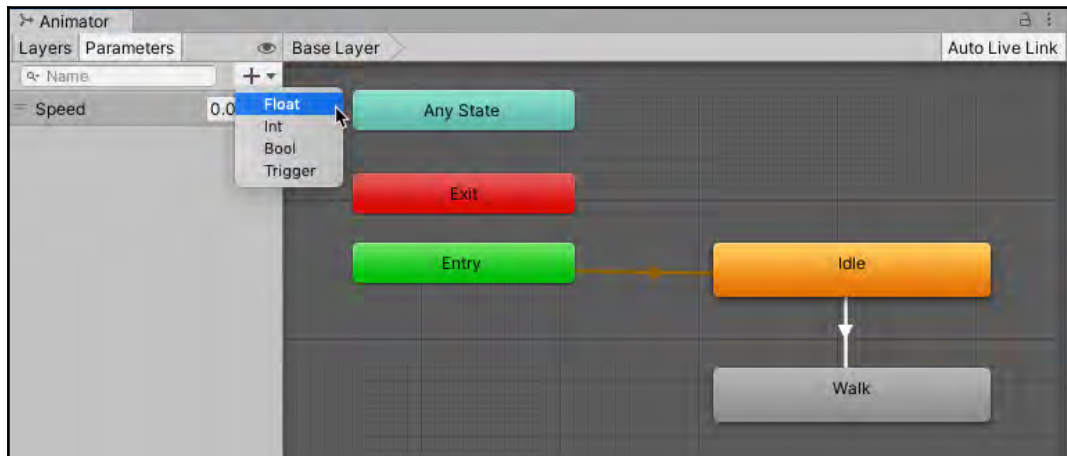 Animator
Layers Parameters Base Layer Auto Live Link
Name
Speed 0.0
Float
Int
Bool
Trigger
Any State
Exit
Entry
Idle
Walk